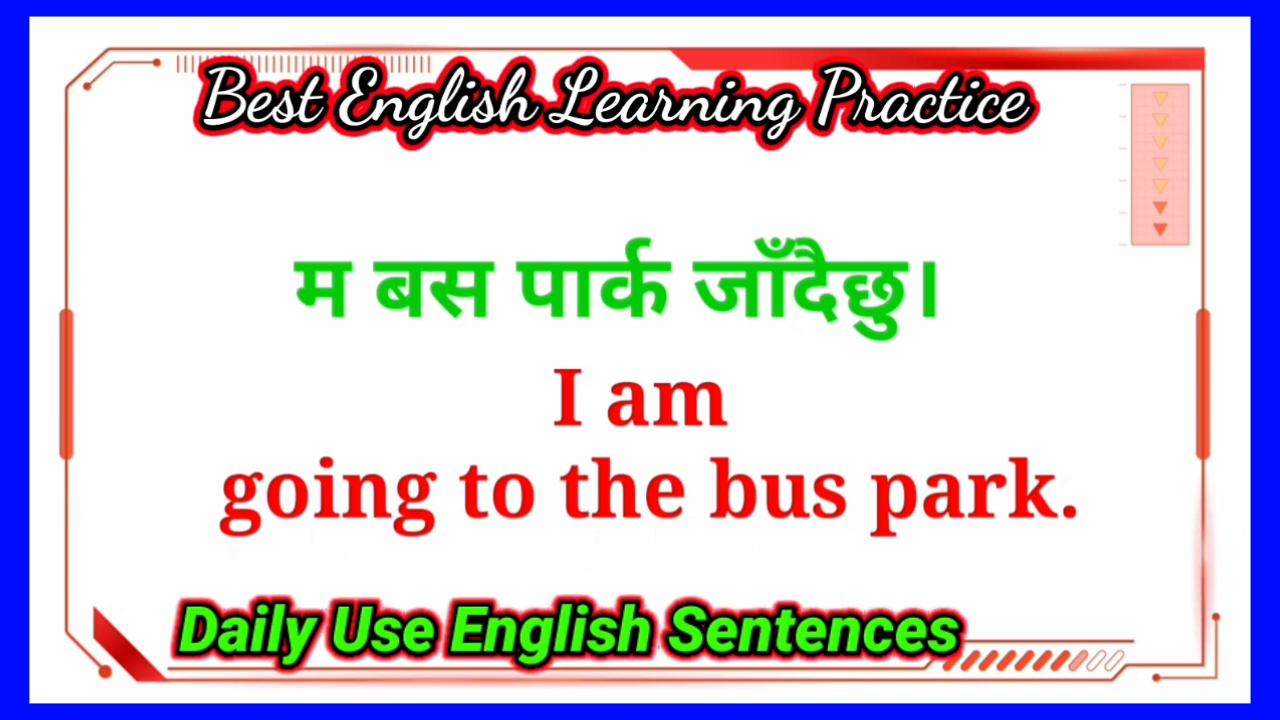 Best English Learning Practice
म बस पार्क जाँदैछु।
I am
going to the bus park.
Daily Use English Sentences